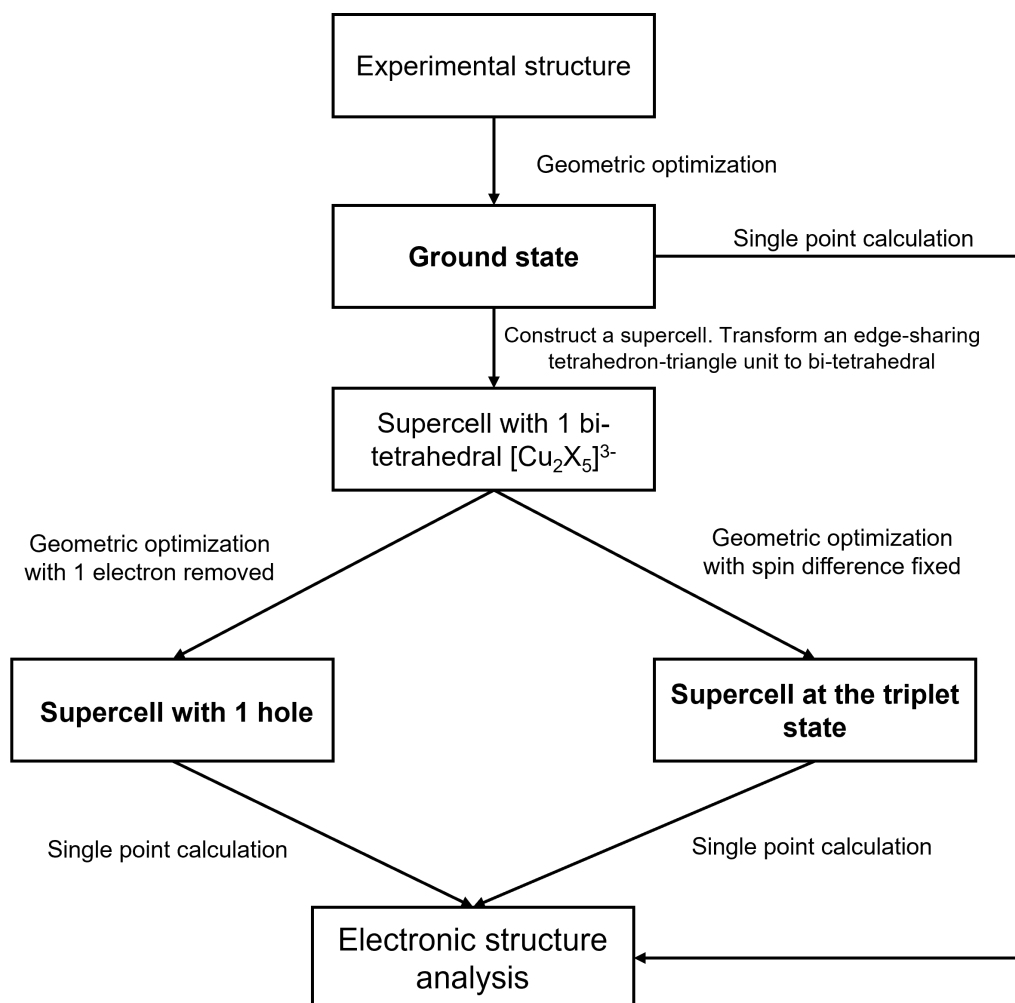 Experimental structure
Geometric optimization
Ground state
Single point calculation
Construct a supercell. Transform an edge-sharing
tetrahedron-triangle unit to bi-tetrahedral
Supercell with 1 bi-
tetrahedral [Cu₂X₅]³⁻
Geometric optimization
with 1 electron removed
Geometric optimization
with spin difference fixed
Supercell with 1 hole
Supercell at the triplet
state
Single point calculation
Single point calculation
Electronic structure
analysis